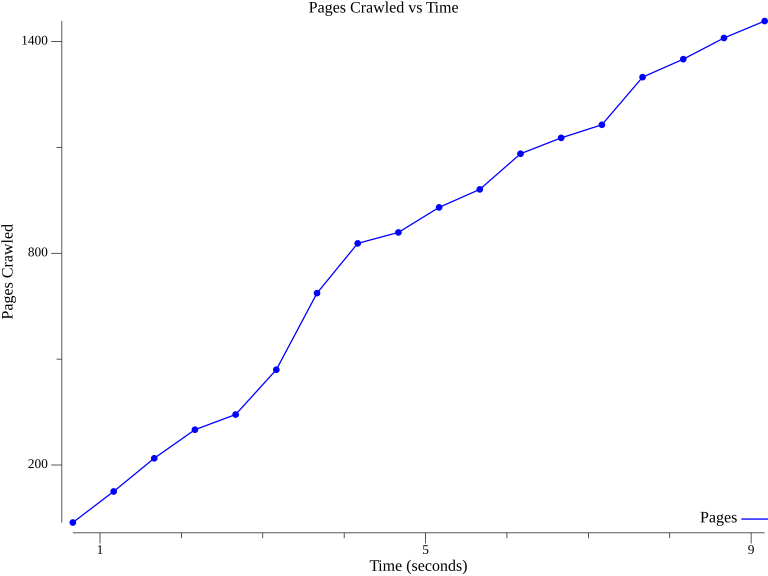 Pages Crawled vs Time
1400
800
200
Pages Crawled
Pages
1 5 9
Time (seconds)